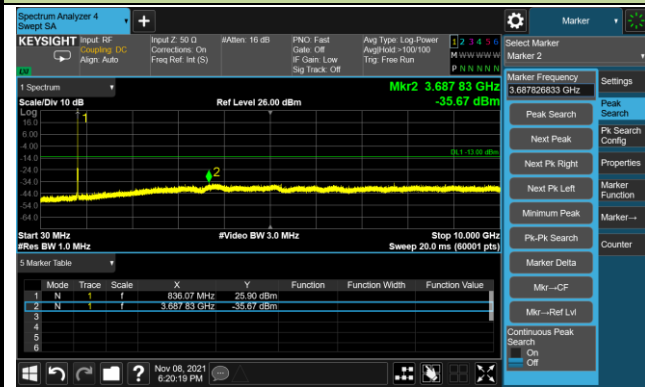 Spectrum Analyzer 4
Swept SA
Marker
KEYSIGHT
Input: RF
Coupling: DC
Align: Auto
Input Z: 50 Ω
Corrections: On
Freq Ref: Int (S)
#Atten: 16 dB
PNO: Fast
Gate: Off
IF Gain: Low
Sig Track: Off
Avg Type: Log-Power
Avg|Hold:>100/100
Trig: Free Run
1 2 3 4 5 6
M W W W W W
P N N N N N
Select Marker
Marker 2
1 Spectrum
Mkr2 3.687 83 GHz
Scale/Div 10 dB
Ref Level 26.00 dBm
-35.67 dBm
Log
16.0
6.00
-4.00
-14.0
-24.0
-34.0
-44.0
-54.0
-64.0
1
2
DL1 -13.00 dBm
Start 30 MHz
#Video BW 3.0 MHz
Stop 10.000 GHz
#Res BW 1.0 MHz
Sweep 20.0 ms (60001 pts)
5 Marker Table
Mode Trace Scale X Y Function Function Width Function Value
1 N 1 f 836.07 MHz 25.90 dBm
2 N 1 f 3.687 83 GHz -35.67 dBm
3
4
5
6
Marker Frequency
3.687826833 GHz
Peak Search
Next Peak
Next Pk Right
Next Pk Left
Minimum Peak
Pk-Pk Search
Marker Delta
Mkr→CF
Mkr→Ref Lvl
Continuous Peak
Search
On
Off
Settings
Peak
Search
Pk Search
Config
Properties
Marker
Function
Marker→
Counter
Nov 08, 2021
6:20:19 PM